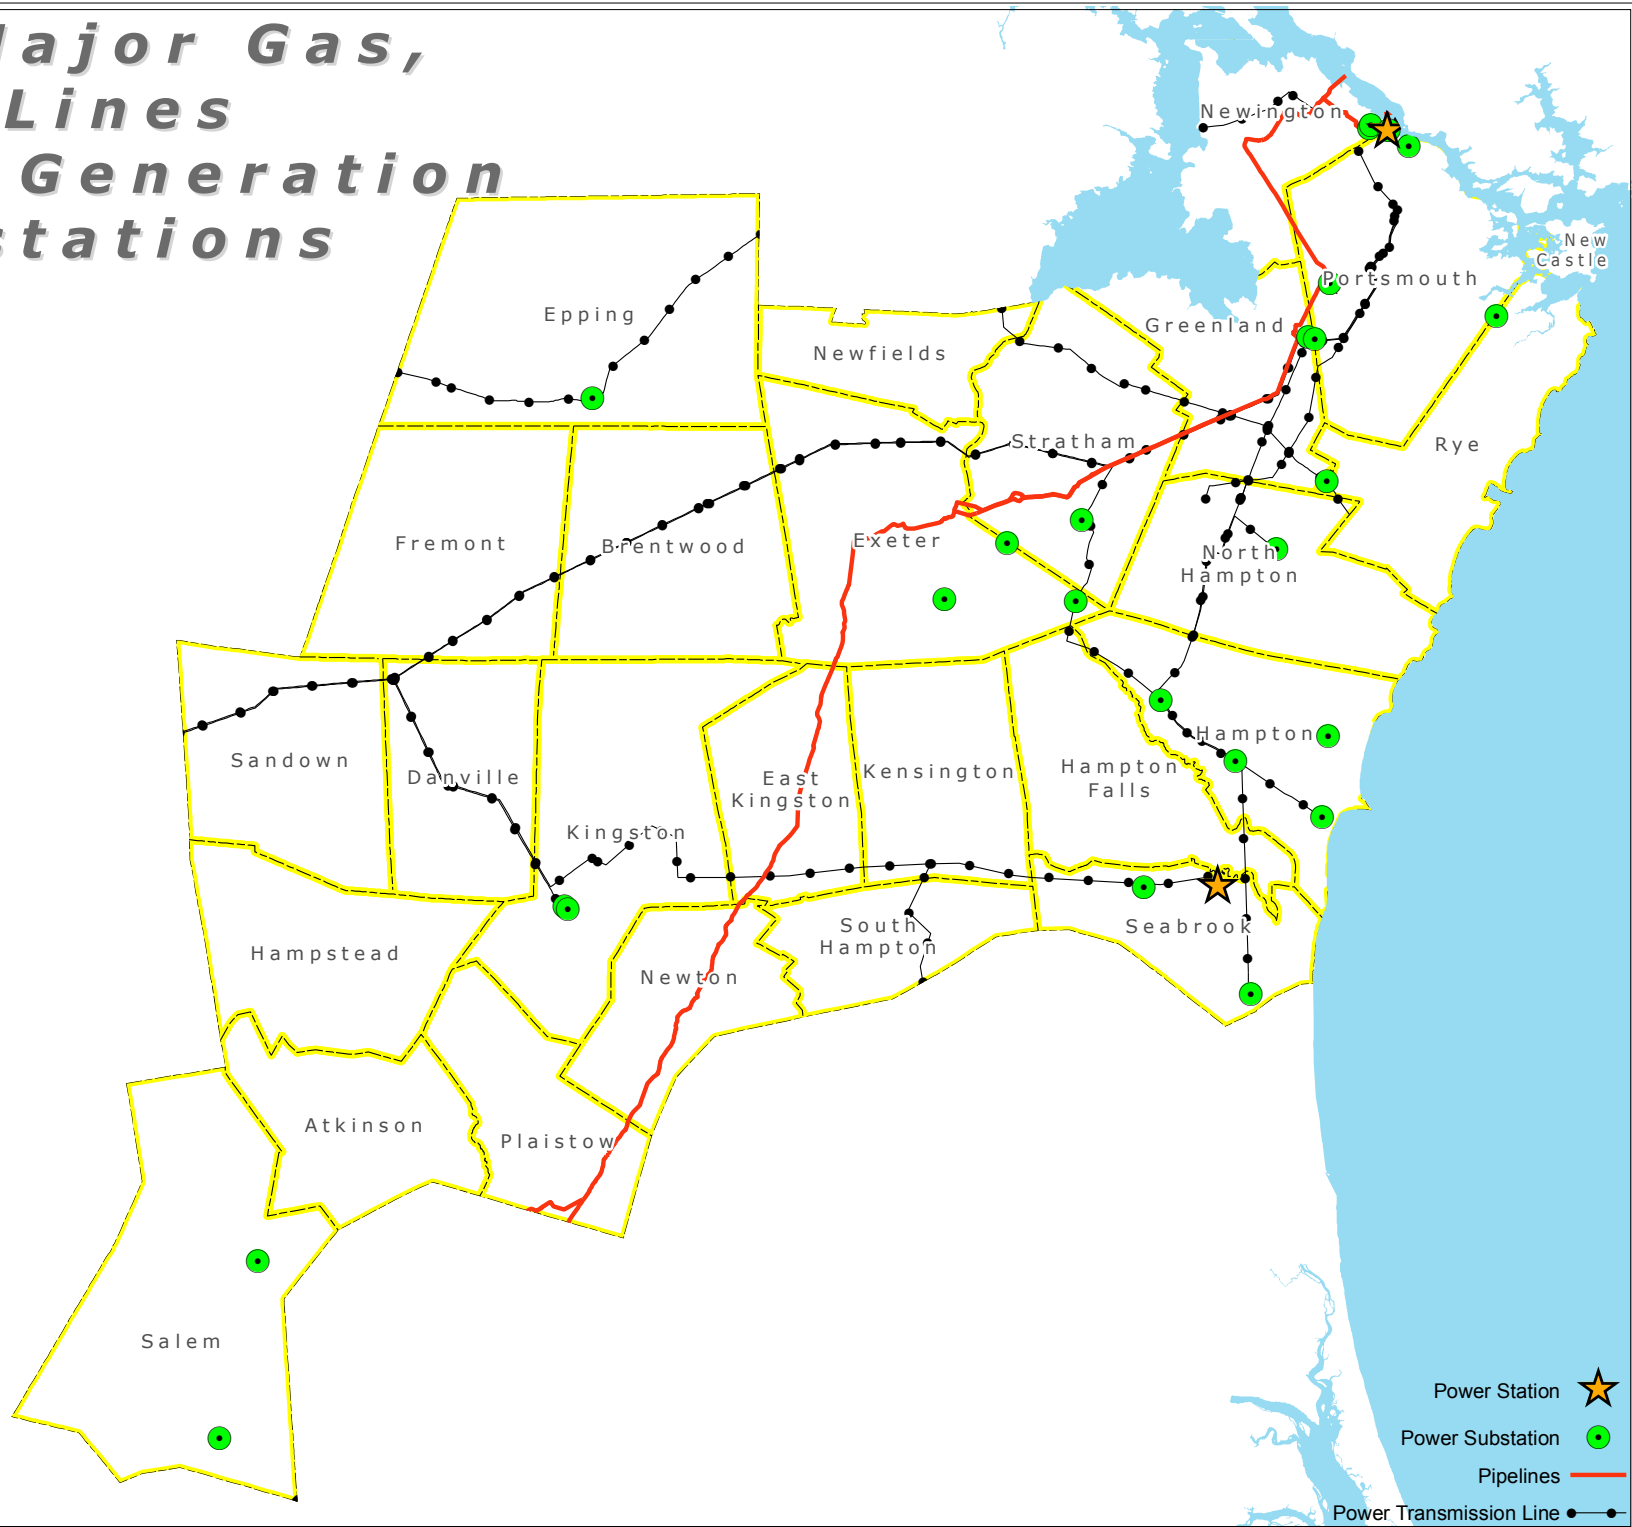 Gas,
Lines
Generation
Newington
New
Castle
Portsmouth
Epping
Greenland
Newfields
Stratham
Rye
Fremont
Brentwood
Exeter
North
Hampton
Sandown
Danville
East
Kingston
Kensington
Hampton
Falls
Hampton
Kingston
Hampstead
South
Hampton
Seabrook
Newton
Atkinson
Plaistow
Salem
Power Station
Power Substation
Pipelines
Power Transmission Line